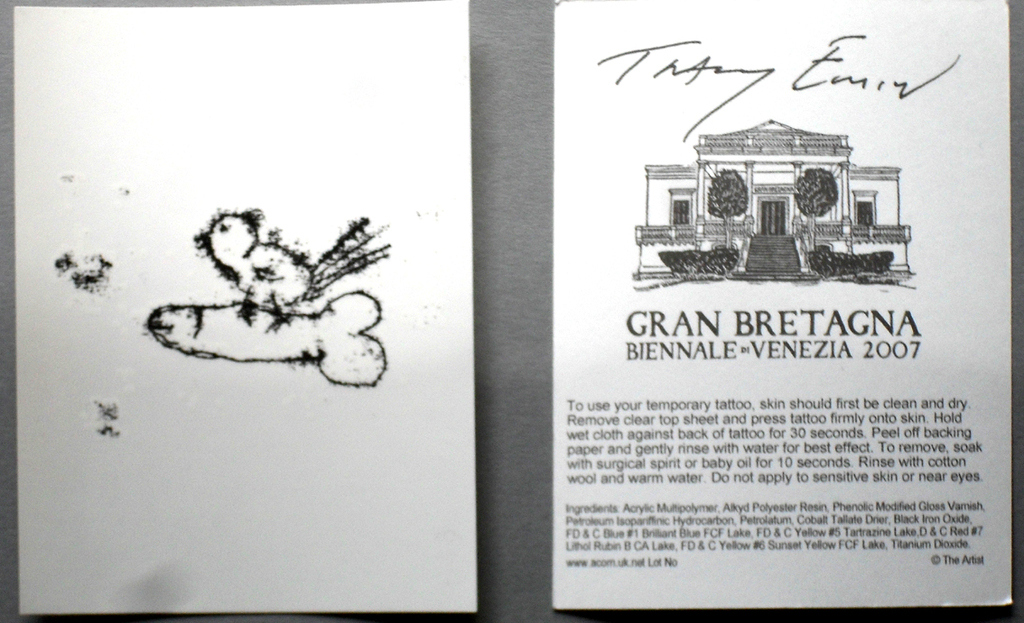 Tracey Emin
GRAN BRETAGNA
GRAN BRETAGNA
BIENNALE DI VENEZIA 2007
To use your temporary tattoo, skin should first be clean and dry.
Remove clear top sheet and press tattoo firmly onto skin. Hold
wet cloth against back of tattoo for 30 seconds. Peel off backing
paper and gently rinse with water for best effect. To remove, soak
with surgical spirit or baby oil for 10 seconds. Rinse with cotton
wool and warm water. Do not apply to sensitive skin or near eyes.
Ingredients: Acrylic Multipolymer, Alkyd Polyester Resin, Phenolic Modified Gloss Varnish,
Petroleum Isopariffinic Hydrocarbon, Petrolatum, Cobalt Tallate Drier, Black Iron Oxide,
FD & C Blue #1 Brilliant Blue FCF Lake, FD & C Yellow #5 Tartrazine Lake,D & C Red #7
Lithol Rubin B CA Lake, FD & C Yellow #6 Sunset Yellow FCF Lake, Titanium Dioxide.
www.acorn.uk.net Lot No © The Artist